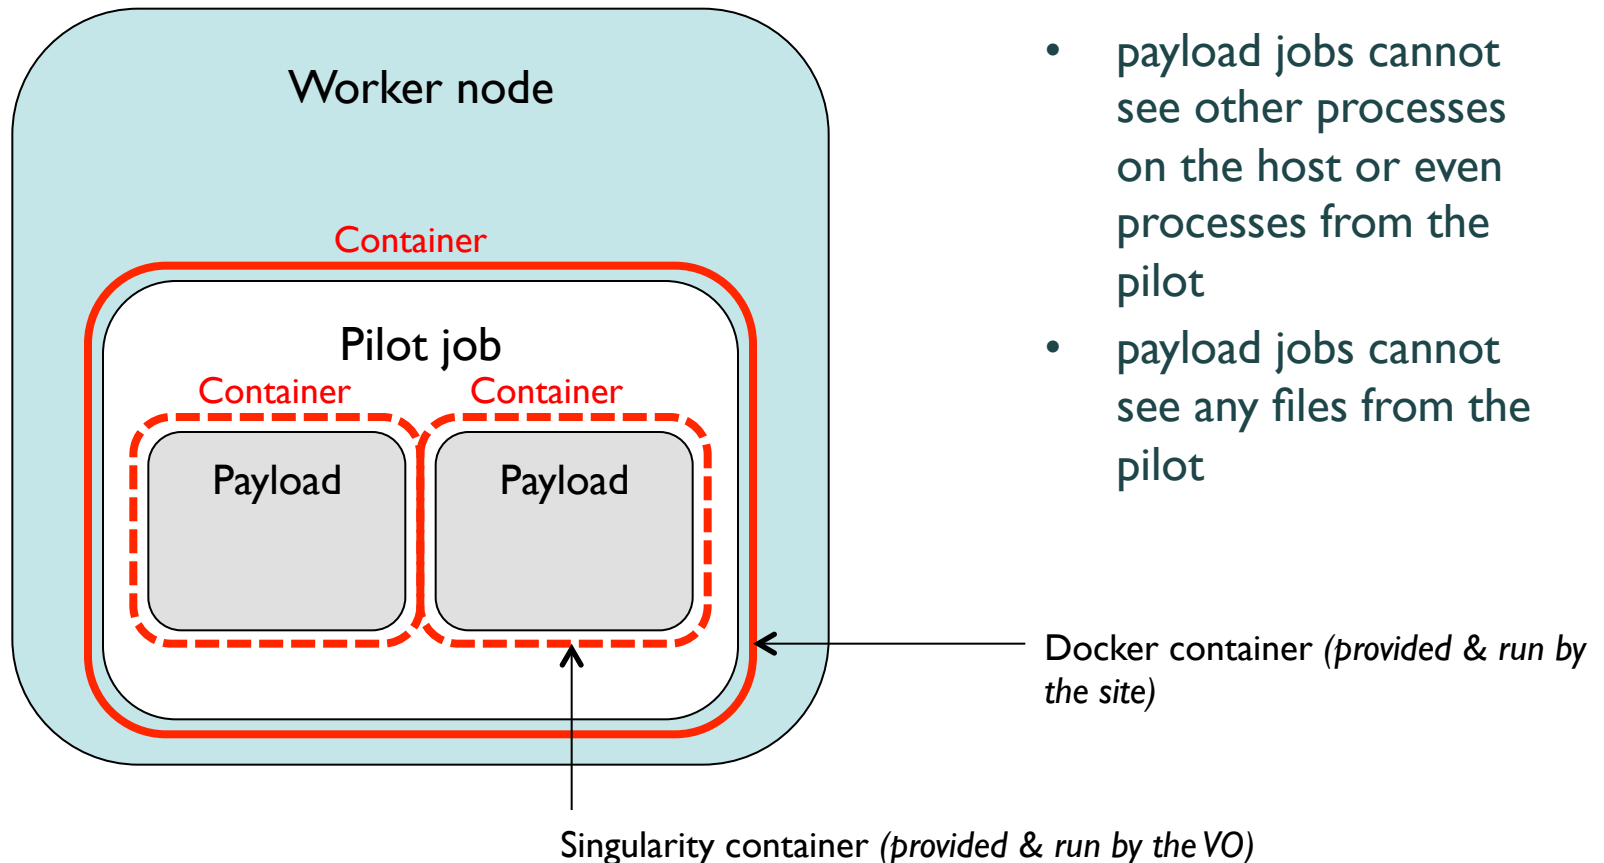 Worker node
Container
Pilot job
Container
Container
Payload
Payload
• payload jobs cannot
see other processes
on the host or even
processes from the
pilot
• payload jobs cannot
see any files from the
pilot
Docker container (provided & run by
the site)
Singularity container (provided & run by the VO)